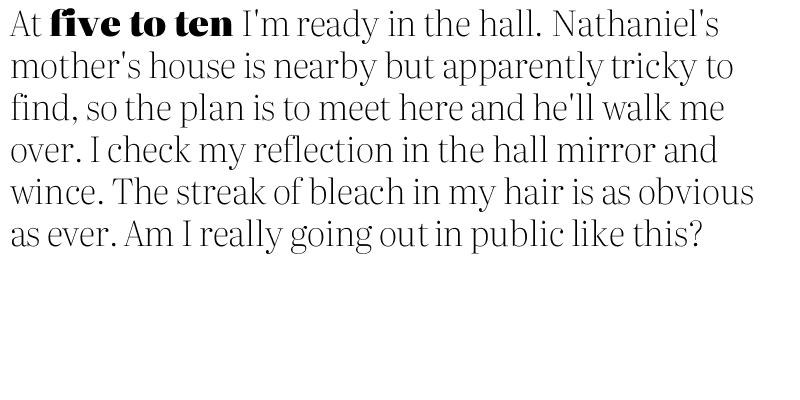 At five to ten I'm ready in the hall. Nathaniel's
mother's house is nearby but apparently tricky to
find, so the plan is to meet here and he'll walk me
over. I check my reflection in the hall mirror and
wince. The streak of bleach in my hair is as obvious
as ever. Am I really going out in public like this?